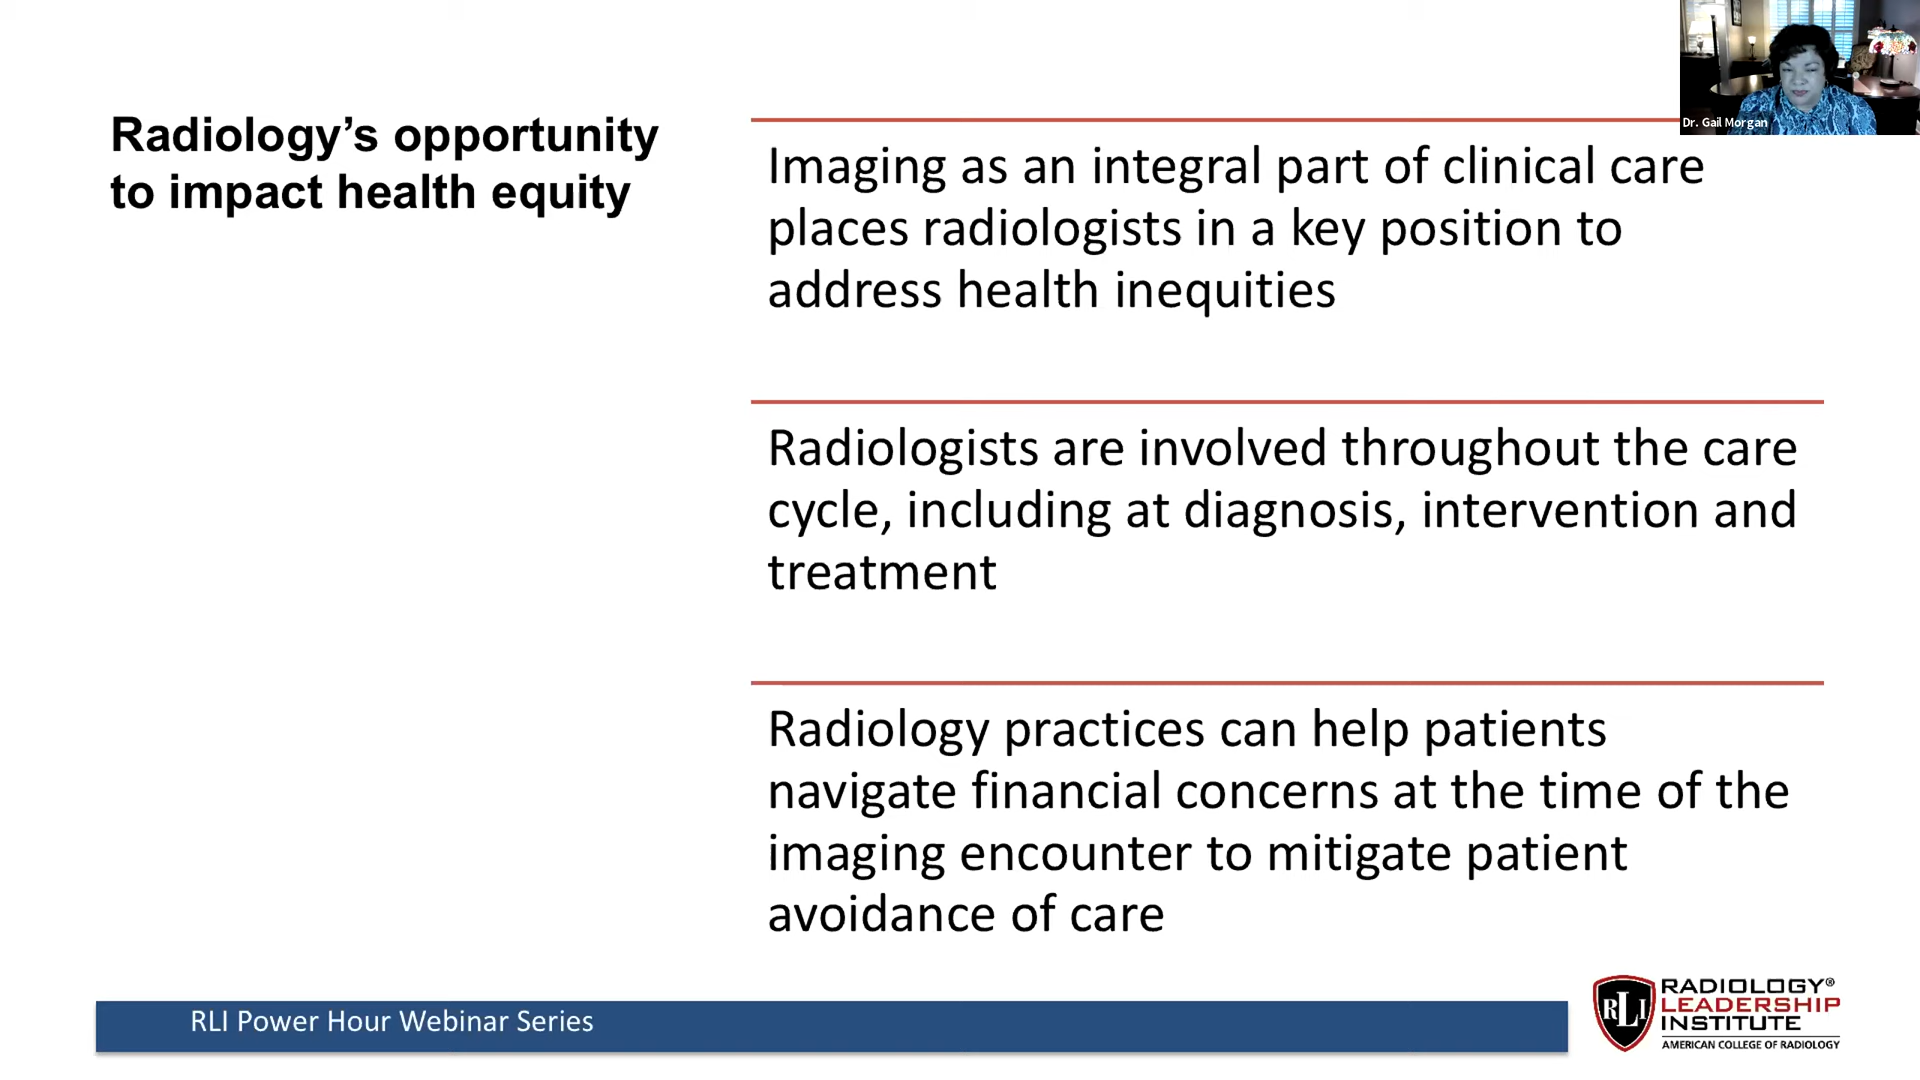 Dr. Gail Morgan
Radiology’s opportunity
to impact health equity
Imaging as an integral part of clinical care
places radiologists in a key position to
address health inequities
Radiologists are involved throughout the care
cycle, including at diagnosis, intervention and
treatment
Radiology practices can help patients
navigate financial concerns at the time of the
imaging encounter to mitigate patient
avoidance of care
RLI Power Hour Webinar Series
RLI
RADIOLOGY®
LEADERSHIP
INSTITUTE
AMERICAN COLLEGE OF RADIOLOGY